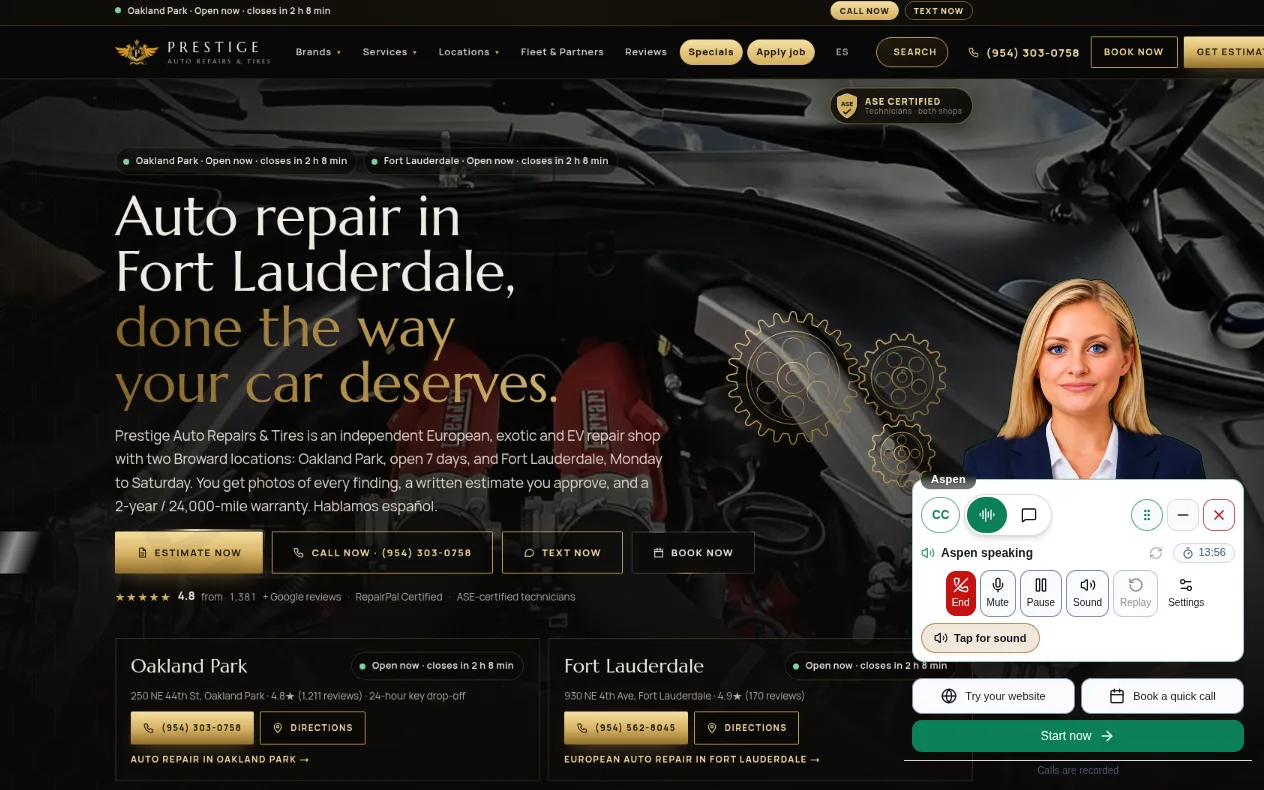 Oakland Park · Open now · closes in 2 h 8 min
CALL NOW
TEXT NOW
PRESTIGE
AUTO REPAIRS & TIRES
Brands
Services
Locations
Fleet & Partners
Reviews
Specials
Apply job
ES
SEARCH
(954) 303-0758
BOOK NOW
GET ESTIMAT
ASE
ASE CERTIFIED
Technicians · both shops
Oakland Park · Open now · closes in 2 h 8 min
Fort Lauderdale · Open now · closes in 2 h 8 min
Auto repair in
Fort Lauderdale,
done the way
your car deserves.
Prestige Auto Repairs & Tires is an independent European, exotic and EV repair shop
with two Broward locations: Oakland Park, open 7 days, and Fort Lauderdale, Monday
to Saturday. You get photos of every finding, a written estimate you approve, and a
2-year / 24,000-mile warranty. Hablamos español.
ESTIMATE NOW
CALL NOW · (954) 303-0758
TEXT NOW
BOOK NOW
★★★★★ 4.8 from 1,381 + Google reviews · RepairPal Certified · ASE-certified technicians
Oakland Park
Open now · closes in 2 h 8 min
250 NE 44th St, Oakland Park · 4.8★ (1,211 reviews) · 24-hour key drop-off
(954) 303-0758
DIRECTIONS
AUTO REPAIR IN OAKLAND PARK →
Fort Lauderdale
Open now · closes in 2 h 8 min
930 NE 4th Ave, Fort Lauderdale · 4.9★ (170 reviews)
(954) 562-8045
DIRECTIONS
EUROPEAN AUTO REPAIR IN FORT LAUDERDALE →
Aspen
CC
Aspen speaking
13:56
End
Mute
Pause
Sound
Replay
Settings
Tap for sound
Try your website
Book a quick call
Start now →
Calls are recorded